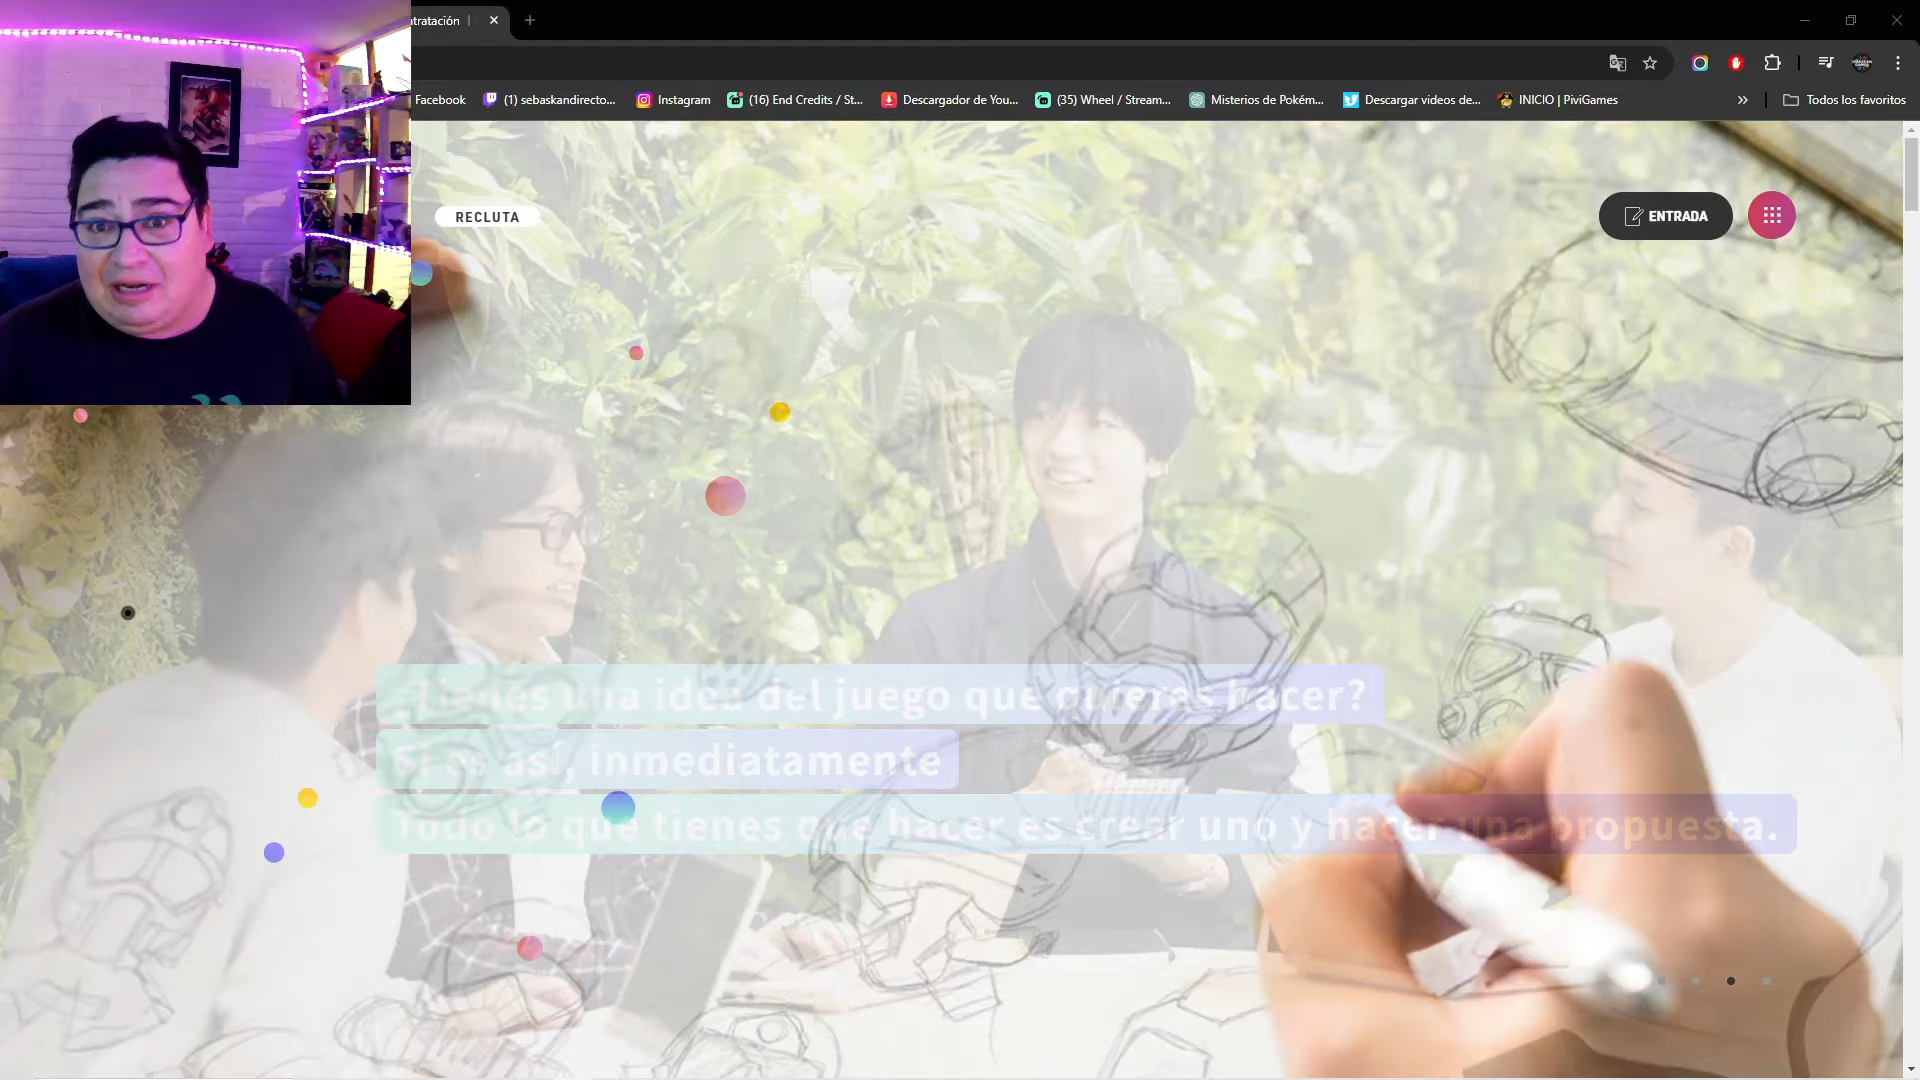 ntratación |
Facebook
(1) sebaskandirecto...
Instagram
(16) End Credits / St...
Descargador de You...
(35) Wheel / Stream...
Misterios de Pokém...
Descargar videos de...
INICIO | PiviGames
Todos los favoritos
RECLUTA
ENTRADA
¿Tienes una idea del juego que quieras hacer?
Si es así, inmediatamente
Todo lo que tienes que hacer es crear uno y hacer una propuesta.